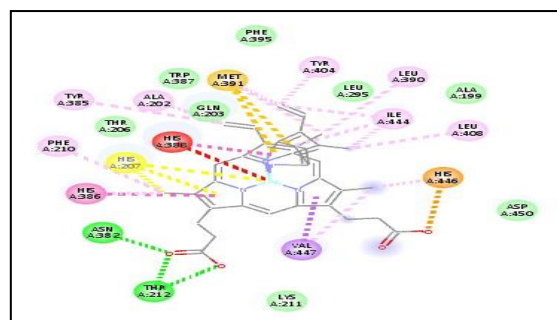 PHE
A:395
TYR
A:404
TRP
A:387
MET
A:391
LEU
A:390
LEU
A:295
TYR
A:385
ALA
A:202
GLN
A:203
ALA
A:199
THR
A:206
ILE
A:444
LEU
A:408
HIS
A:386
PHE
A:210
HIS
A:207
HIS
A:386
HIS
A:446
ASP
A:450
ASN
A:382
VAL
A:447
THR
A:212
LYS
A:211